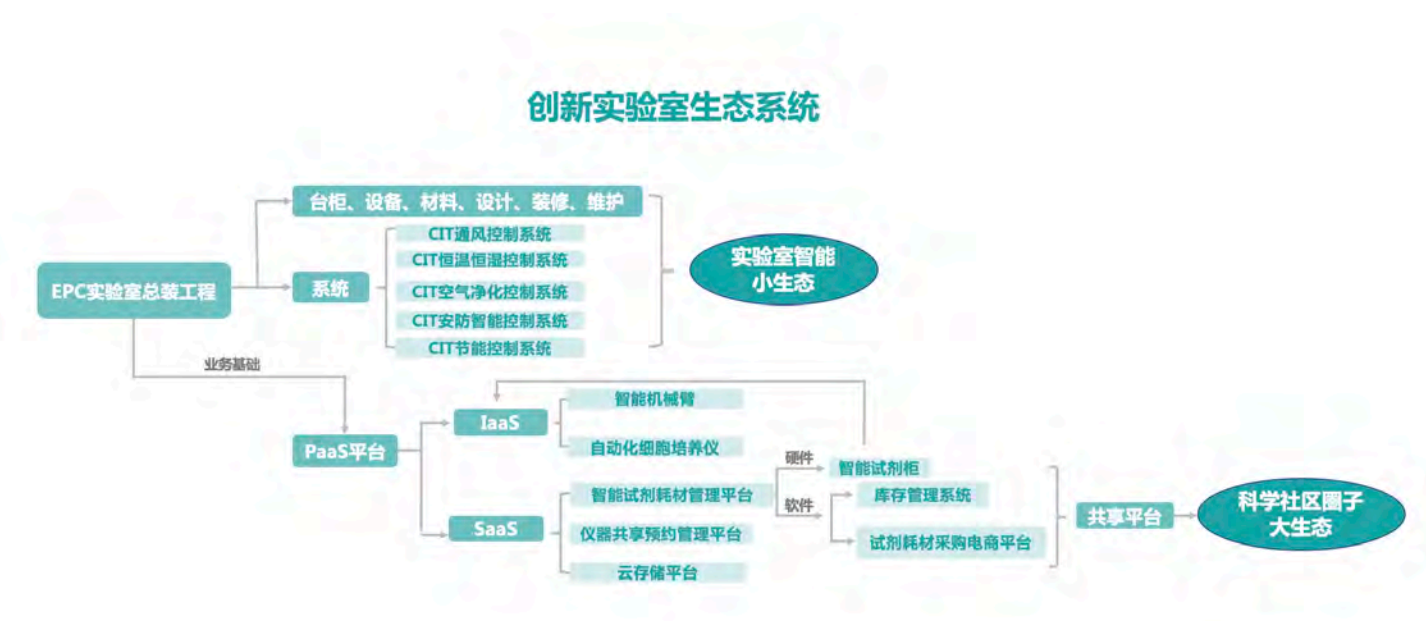 创新实验室生态系统
台柜、设备、材料、设计、装修、维护
CIT通风控制系统
CIT恒温恒湿控制系统
CIT空气净化控制系统
CIT安防智能控制系统
CIT节能控制系统
系统
EPC实验室总装工程
实验室智能
小生态
业务基础
PaaS平台
IaaS
智能机械臂
自动化细胞培养仪
SaaS
智能试剂耗材管理平台
仪器共享预约管理平台
云存储平台
硬件
智能试剂柜
软件
库存管理系统
试剂耗材采购电商平台
共享平台
科学社区圈子
大生态